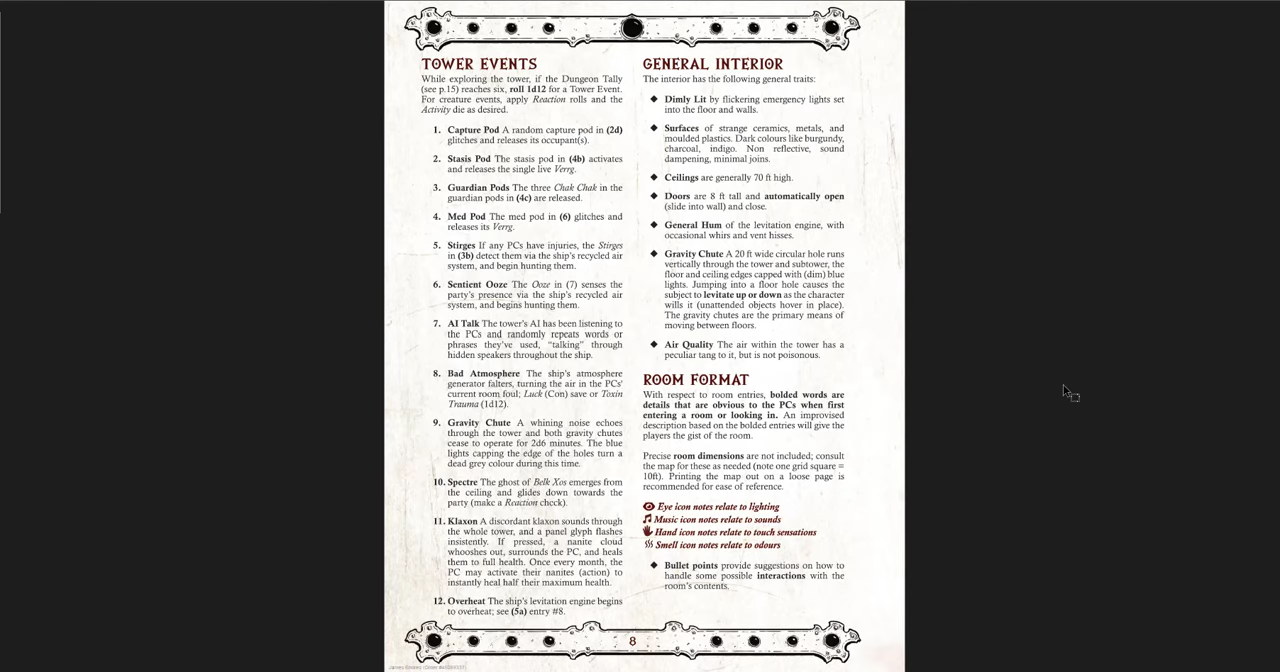 TOWER EVENTS
While exploring the tower, if the Dungeon Tally
(see p.15) reaches six, roll 1d12 for a Tower Event.
For creature events, apply Reaction rolls and the
Activity die as desired.
1. Capture Pod A random capture pod in (2d)
glitches and releases its occupant(s).
2. Stasis Pod The stasis pod in (4b) activates
and releases the single live Verrg.
3. Guardian Pods The three Chak Chak in the
guardian pods in (4c) are released.
4. Med Pod The med pod in (6) glitches and
releases its Verrg.
5. Stirges If any PCs have injuries, the Stirges
in (3b) detect them via the ship's recycled air
system, and begin hunting them.
6. Sentient Ooze The Ooze in (7) senses the
party's presence via the ship's recycled air
system, and begins hunting them.
7. AI Talk The tower's AI has been listening to
the PCs and randomly repeats words or
phrases they've used, “talking” through
hidden speakers throughout the ship.
8. Bad Atmosphere The ship's atmosphere
generator falters, turning the air in the PCs'
current room foul; Luck (Con) save or Toxin
Trauma (1d12).
9. Gravity Chute A whining noise echoes
through the tower and both gravity chutes
cease to operate for 2d6 minutes. The blue
lights capping the edge of the holes turn a
dead grey colour during this time.
10. Spectre The ghost of Belk Xos emerges from
the ceiling and glides down towards the
party (make a Reaction check).
11. Klaxon A discordant klaxon sounds through
the whole tower, and a panel glyph flashes
insistently. If pressed, a nanite cloud
whooshes out, surrounds the PC, and heals
them to full health. Once every month, the
PC may activate their nanites (action) to
instantly heal half their maximum health.
12. Overheat The ship's levitation engine begins
to overheat; see (5a) entry #8.
GENERAL INTERIOR
The interior has the following general traits:
◆ Dimly Lit by flickering emergency lights set
into the floor and walls.
◆ Surfaces of strange ceramics, metals, and
moulded plastics. Dark colours like burgundy,
charcoal, indigo. Non reflective, sound
dampening, minimal joins.
◆ Ceilings are generally 70 ft high.
◆ Doors are 8 ft tall and automatically open
(slide into wall) and close.
◆ General Hum of the levitation engine, with
occasional whirs and vent hisses.
◆ Gravity Chute A 20 ft wide circular hole runs
vertically through the tower and subtower, the
floor and ceiling edges capped with (dim) blue
lights. Jumping into a floor hole causes the
subject to levitate up or down as the character
wills it (unattended objects hover in place).
The gravity chutes are the primary means of
moving between floors.
◆ Air Quality The air within the tower has a
peculiar tang to it, but is not poisonous.
ROOM FORMAT
With respect to room entries, bolded words are
details that are obvious to the PCs when first
entering a room or looking in. An improvised
description based on the bolded entries will give the
players the gist of the room.
Precise room dimensions are not included; consult
the map for these as needed (note one grid square =
10ft). Printing the map out on a loose page is
recommended for ease of reference.
Eye icon notes relate to lighting
Music icon notes relate to sounds
Hand icon notes relate to touch sensations
Smell icon notes relate to odours
◆ Bullet points provide suggestions on how to
handle some possible interactions with the
room's contents.
8